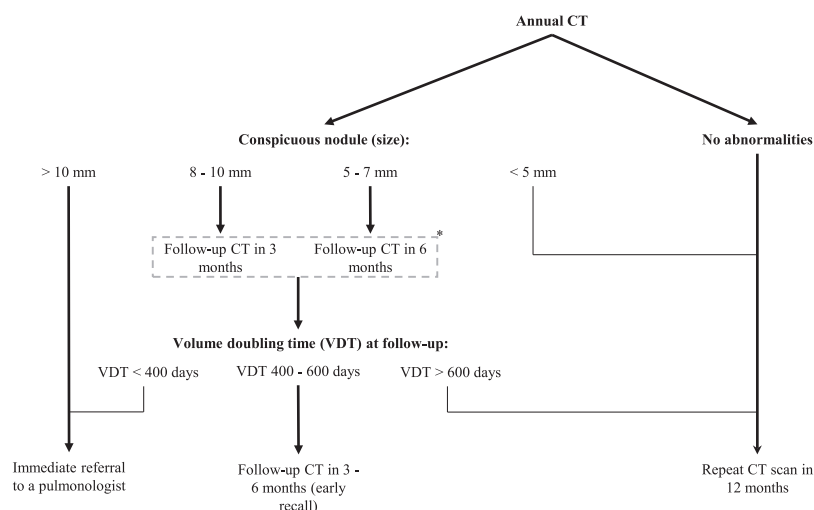 Annual CT
Conspicuous nodule (size):
No abnormalities
> 10 mm
8 - 10 mm
5 - 7 mm
< 5 mm
*
Follow-up CT in 3
months
Follow-up CT in 6
months
Volume doubling time (VDT) at follow-up:
VDT < 400 days
VDT 400 - 600 days
VDT > 600 days
Immediate referral
to a pulmonologist
Follow-up CT in 3 -
6 months (early
recall)
Repeat CT scan in
12 months